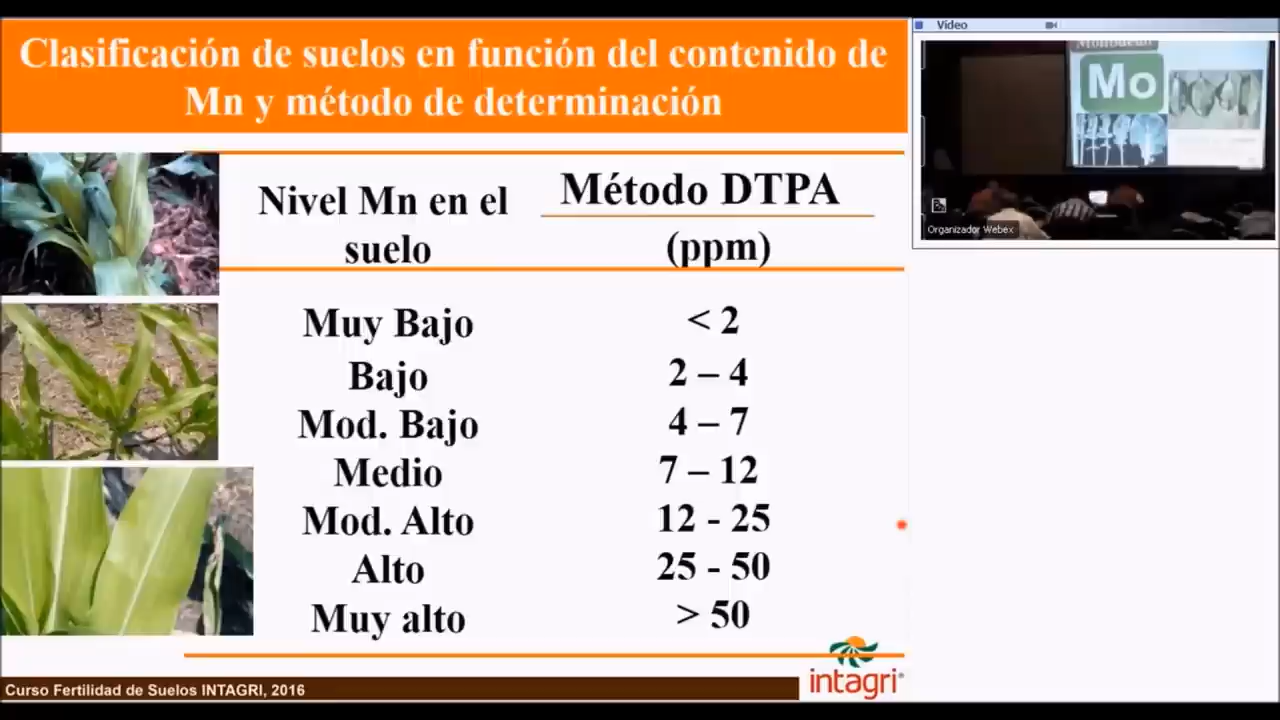 Clasificación de suelos en función del contenido de
Mn y método de determinación
Nivel Mn en el
suelo
Método DTPA
(ppm)
Muy Bajo < 2
Bajo 2 – 4
Mod. Bajo 4 – 7
Medio 7 – 12
Mod. Alto 12 - 25
Alto 25 - 50
Muy alto > 50
Curso Fertilidad de Suelos INTAGRI, 2016
intagri
Vídeo
Mo
Organizador Webex